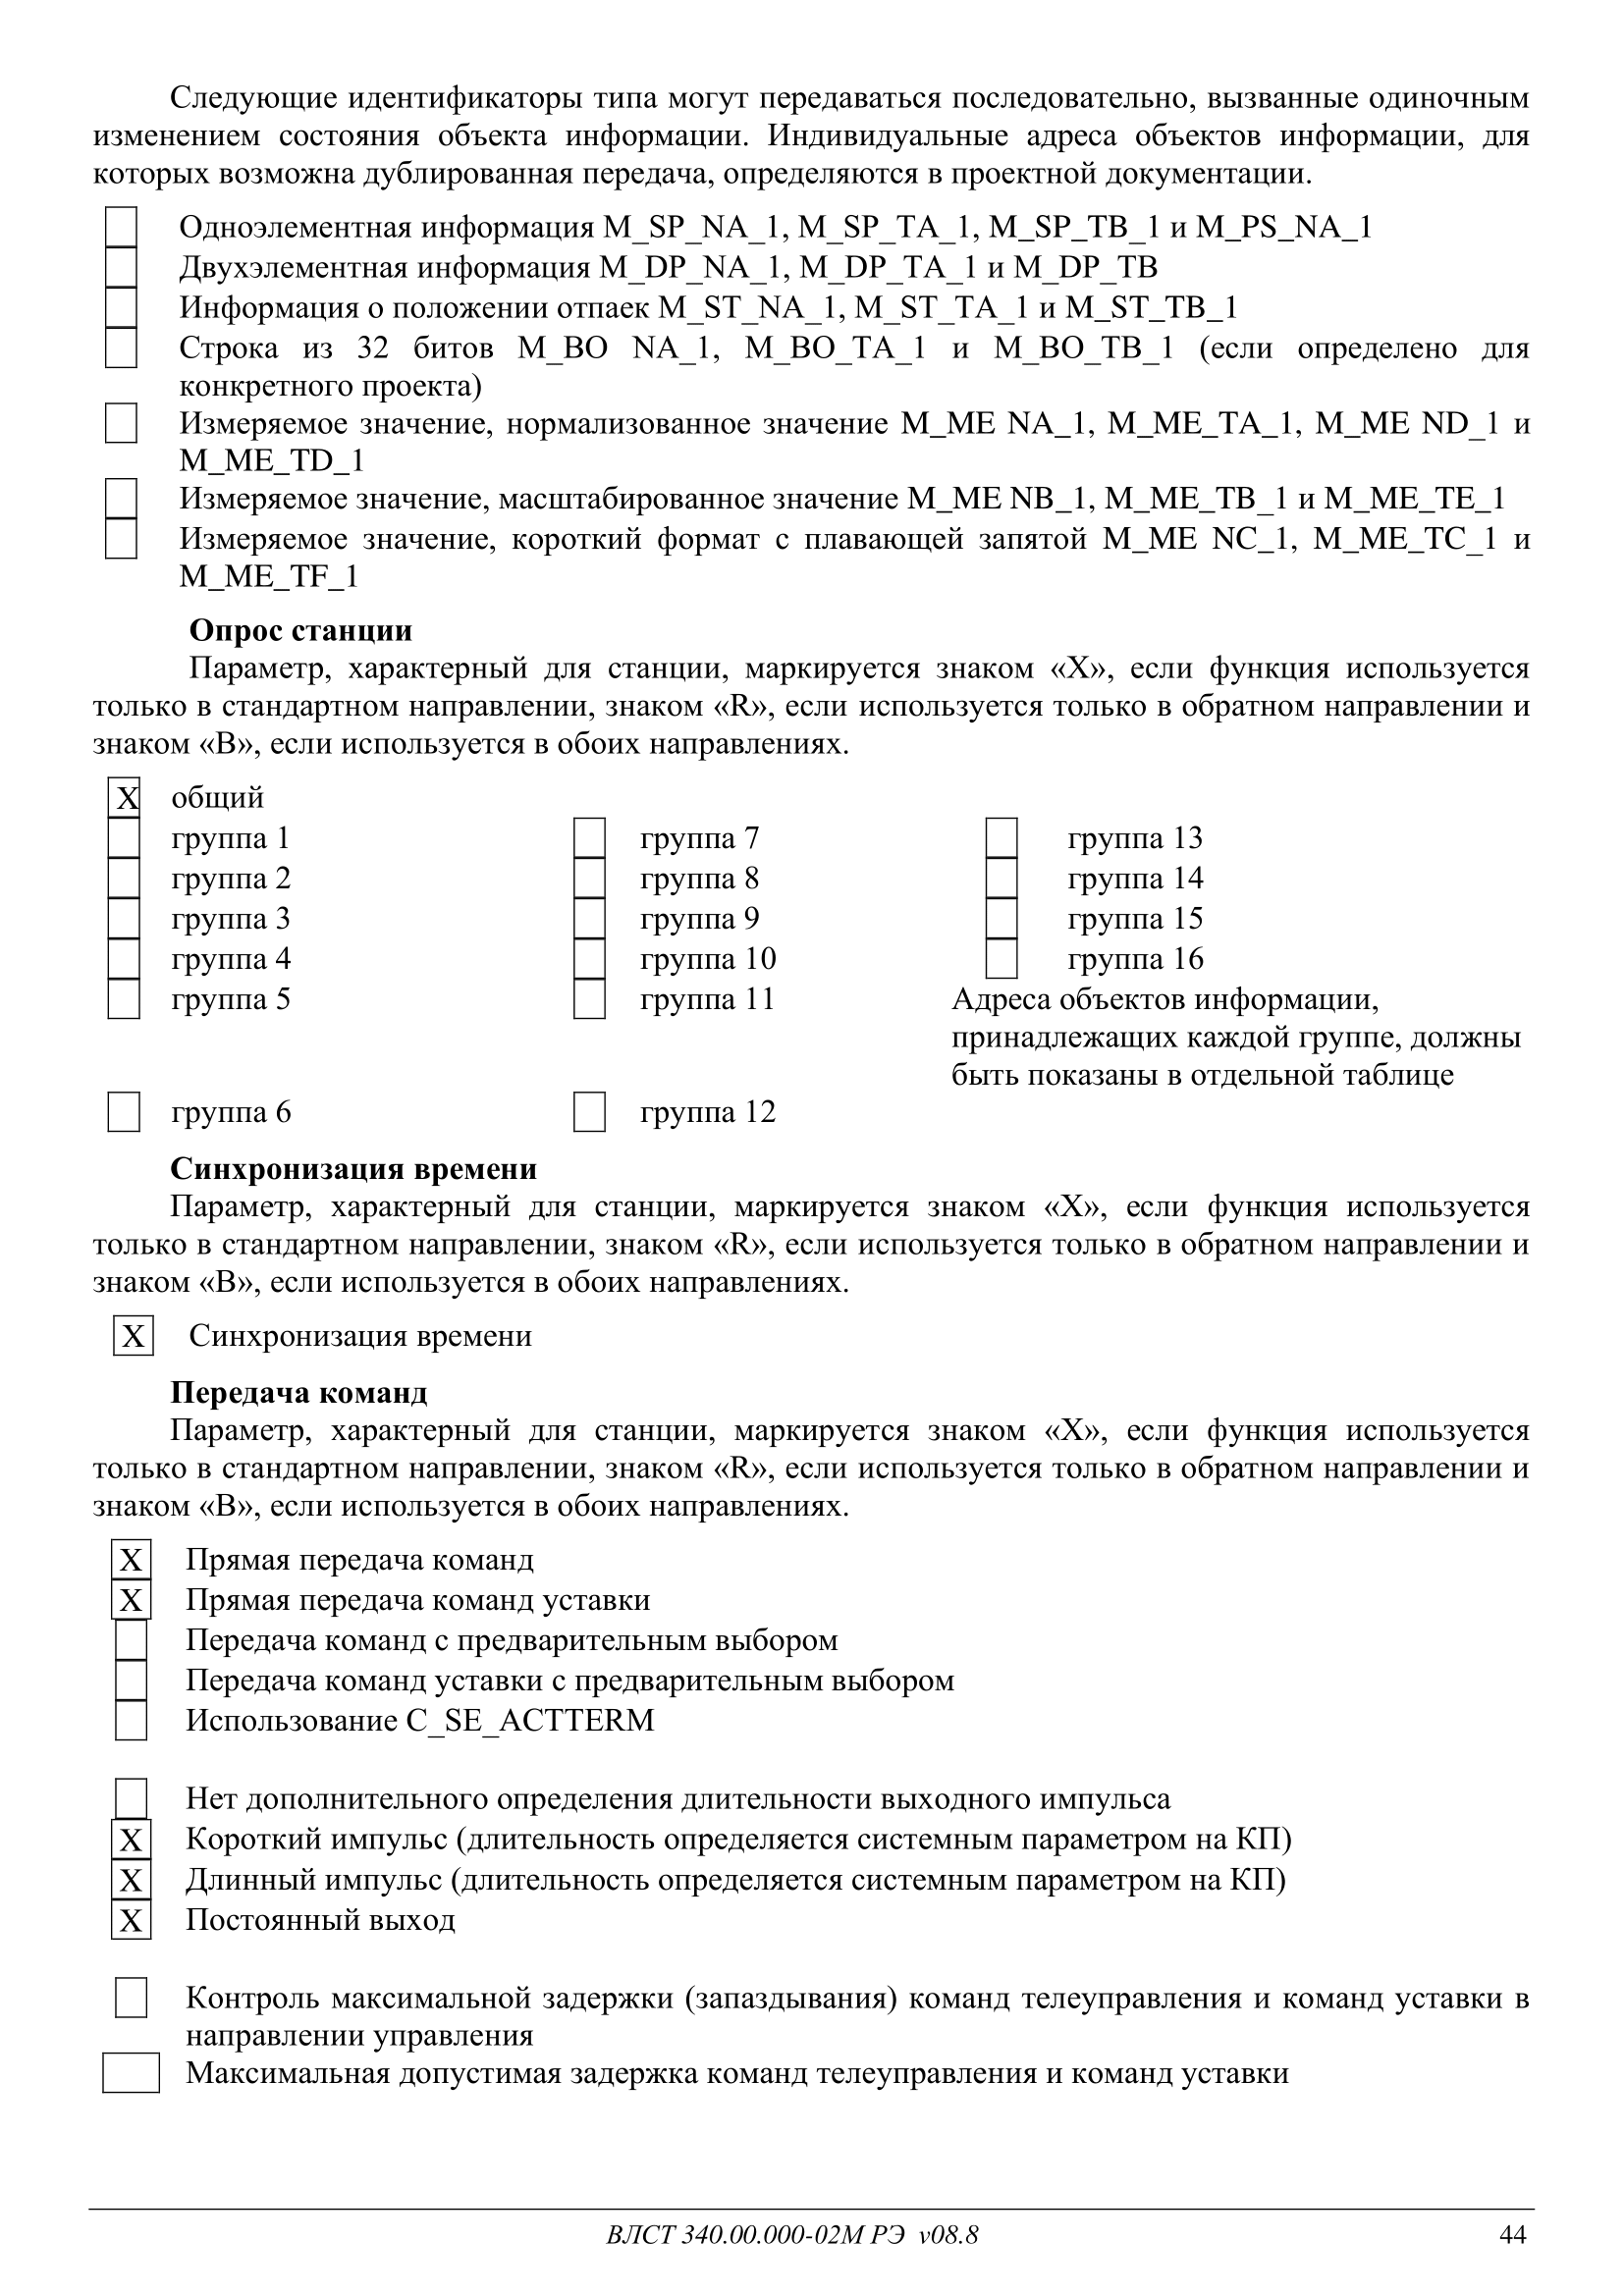 Следующие идентификаторы типа могут передаваться последовательно, вызванные одиночным
изменением состояния объекта информации. Индивидуальные адреса объектов информации, для
которых возможна дублированная передача, определяются в проектной документации.
Одноэлементная информация M_SP_NA_1, M_SP_TA_1, M_SP_TB_1 и M_PS_NA_1
Двухэлементная информация M_DP_NA_1, M_DP_TA_1 и M_DP_TB
Информация о положении отпаек M_ST_NA_1, M_ST_TA_1 и M_ST_TB_1
Строка из 32 битов M_BO NA_1, M_BO_TA_1 и M_BO_TB_1 (если определено для
конкретного проекта)
Измеряемое значение, нормализованное значение M_ME NA_1, M_ME_TA_1, M_ME ND_1 и
M_ME_TD_1
Измеряемое значение, масштабированное значение M_ME NB_1, M_ME_TB_1 и M_ME_TE_1
Измеряемое значение, короткий формат с плавающей запятой M_ME NC_1, M_ME_TC_1 и
M_ME_TF_1
Опрос станции
Параметр, характерный для станции, маркируется знаком «X», если функция используется
только в стандартном направлении, знаком «R», если используется только в обратном направлении и
знаком «B», если используется в обоих направлениях.
X общий
группа 1 группа 7 группа 13
группа 2 группа 8 группа 14
группа 3 группа 9 группа 15
группа 4 группа 10 группа 16
группа 5 группа 11 Адреса объектов информации,
принадлежащих каждой группе, должны
быть показаны в отдельной таблице
группа 6 группа 12
Синхронизация времени
Параметр, характерный для станции, маркируется знаком «X», если функция используется
только в стандартном направлении, знаком «R», если используется только в обратном направлении и
знаком «B», если используется в обоих направлениях.
X Синхронизация времени
Передача команд
Параметр, характерный для станции, маркируется знаком «X», если функция используется
только в стандартном направлении, знаком «R», если используется только в обратном направлении и
знаком «B», если используется в обоих направлениях.
X Прямая передача команд
X Прямая передача команд уставки
Передача команд с предварительным выбором
Передача команд уставки с предварительным выбором
Использование C_SE_ACTTERM
Нет дополнительного определения длительности выходного импульса
X Короткий импульс (длительность определяется системным параметром на КП)
X Длинный импульс (длительность определяется системным параметром на КП)
X Постоянный выход
Контроль максимальной задержки (запаздывания) команд телеуправления и команд уставки в
направлении управления
Максимальная допустимая задержка команд телеуправления и команд уставки
ВЛСТ 340.00.000-02М РЭ v08.8 44